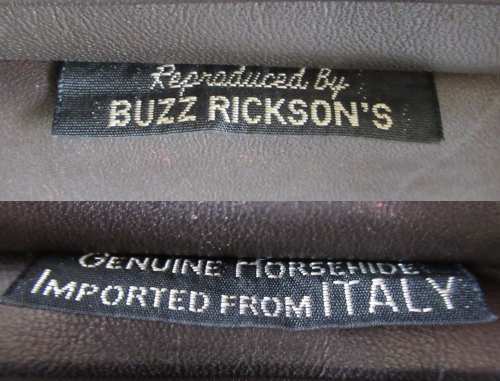 Reproduced By
BUZZ RICKSON'S
GENUINE HORSEHIDE
IMPORTED FROM ITALY